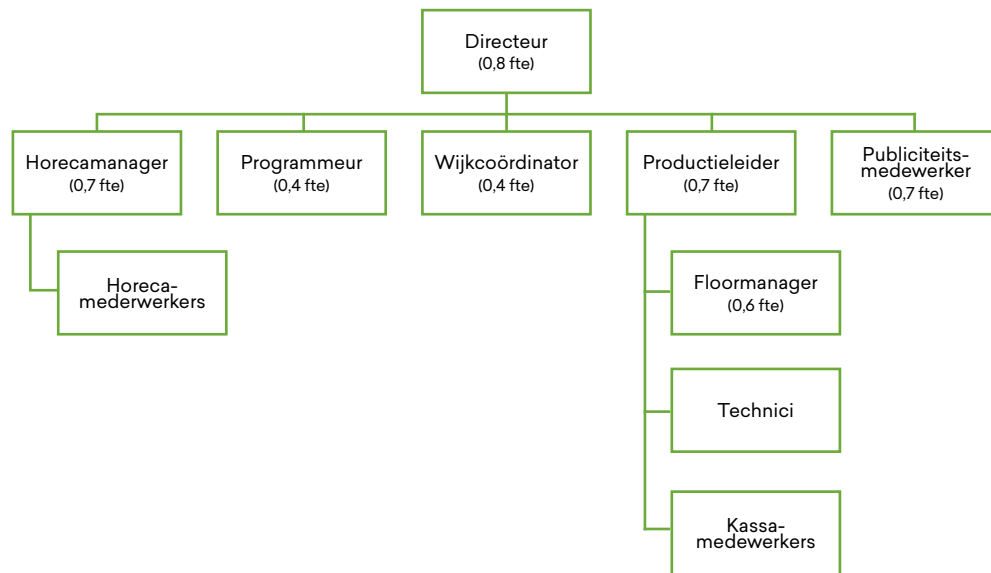 Directeur
(0,8 fte)
Horecamanager
(0,7 fte)
Programmeur
(0,4 fte)
Wijkcoördinator
(0,4 fte)
Productieleider
(0,7 fte)
Publiciteits-
medewerker
(0,7 fte)
Horeca-
mederwerkers
Floormanager
(0,6 fte)
Technici
Kassa-
medewerkers